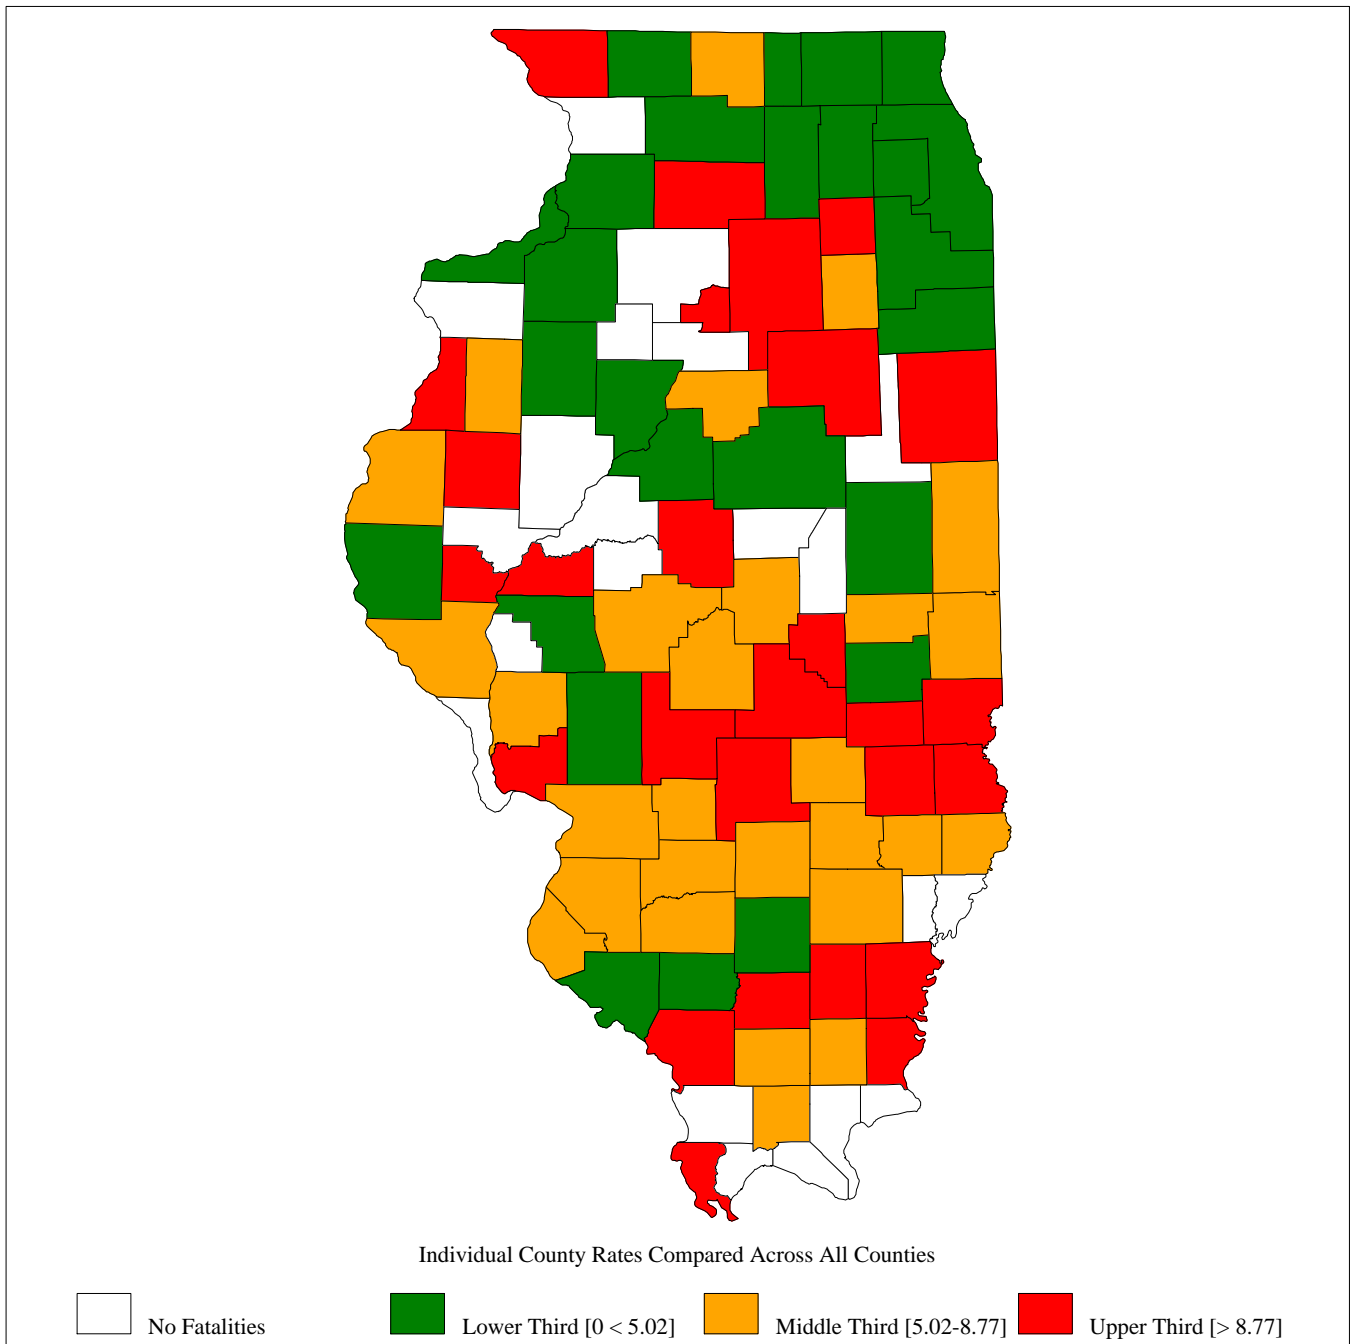 Individual County Rates Compared Across All Counties
No Fatalities
Lower Third [0 < 5.02]
Middle Third [5.02-8.77]
Upper Third [> 8.77]